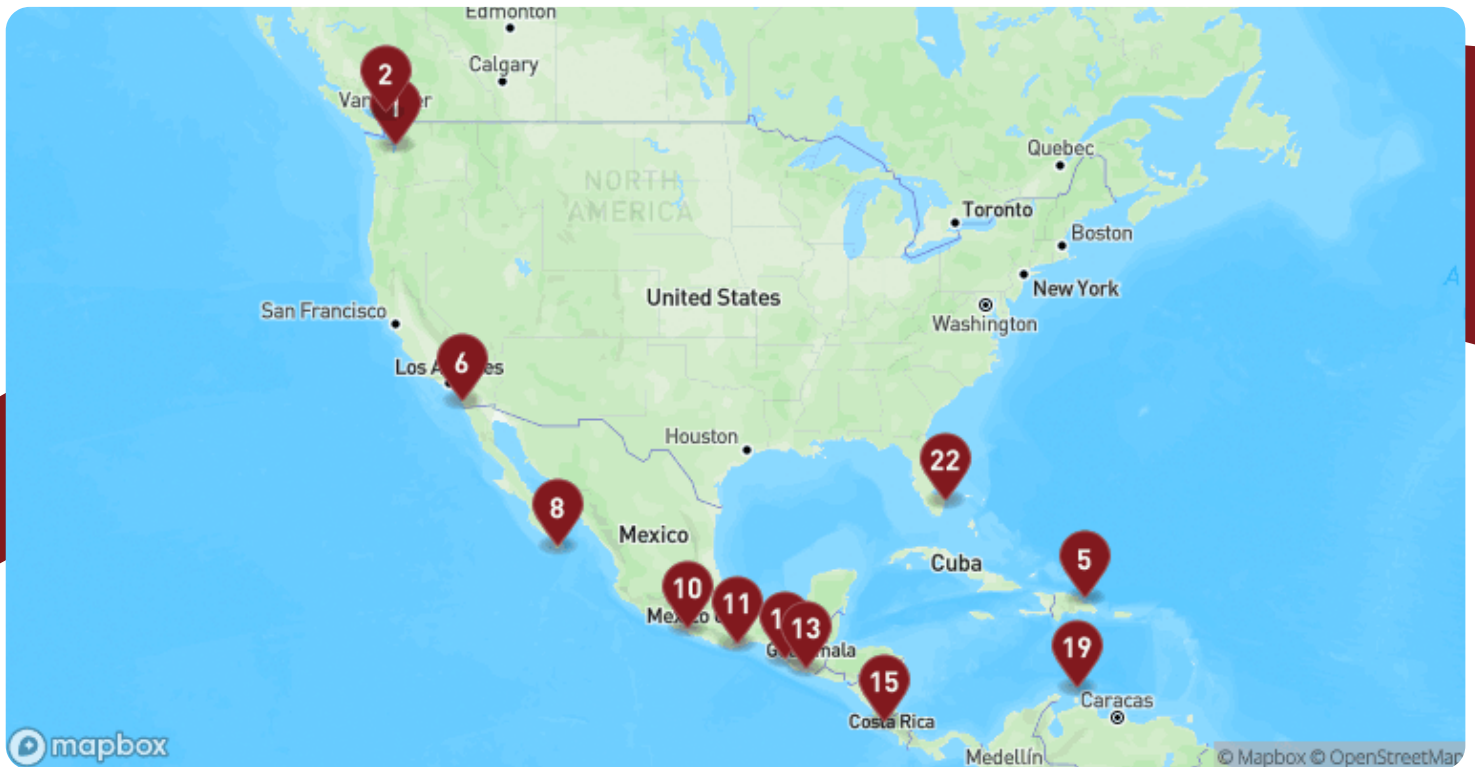 Edmonton
Calgary
2
1
Quebec
NORTH
AMERICA
Toronto
Boston
United States
New York
San Francisco
Washington
6
Houston
22
8
Mexico
Cuba
5
10
11
13
19
15
Caracas
Costa Rica
Medellín
mapbox
© Mapbox © OpenStreetMap